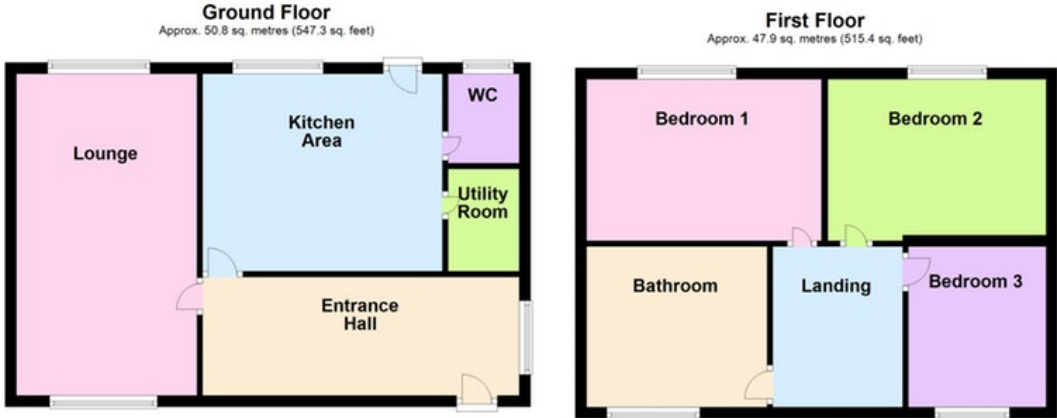 Ground Floor
Approx. 50.8 sq. metres (547.3 sq. feet)
Lounge
Kitchen
Area
WC
Utility
Room
Entrance
Hall
First Floor
Approx. 47.9 sq. metres (515.4 sq. feet)
Bedroom 1
Bedroom 2
Bathroom
Landing
Bedroom 3